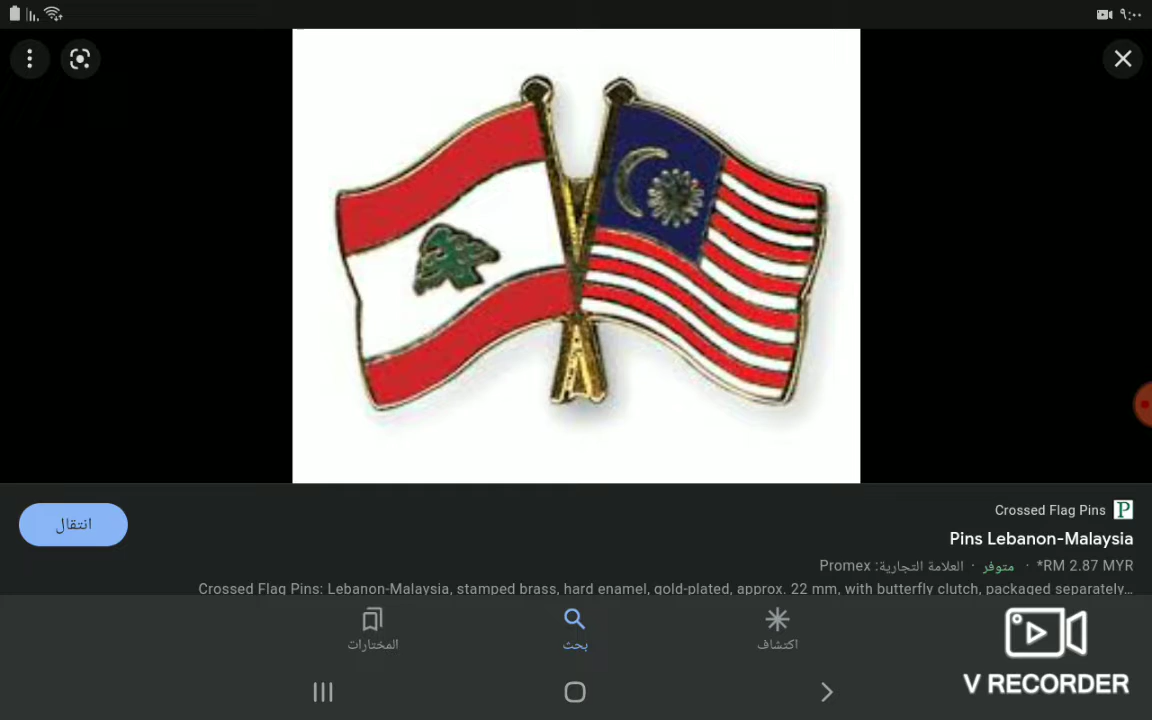 ٩:٠٠
Crossed Flag Pins P
Pins Lebanon-Malaysia
*RM 2.87 MYR · متوفر · العلامة التجارية: Promex
Crossed Flag Pins: Lebanon-Malaysia, stamped brass, hard enamel, gold-plated, approx. 22 mm, with butterfly clutch, packaged separately…
انتقال
اكتشاف
بحث
المختارات
V RECORDER